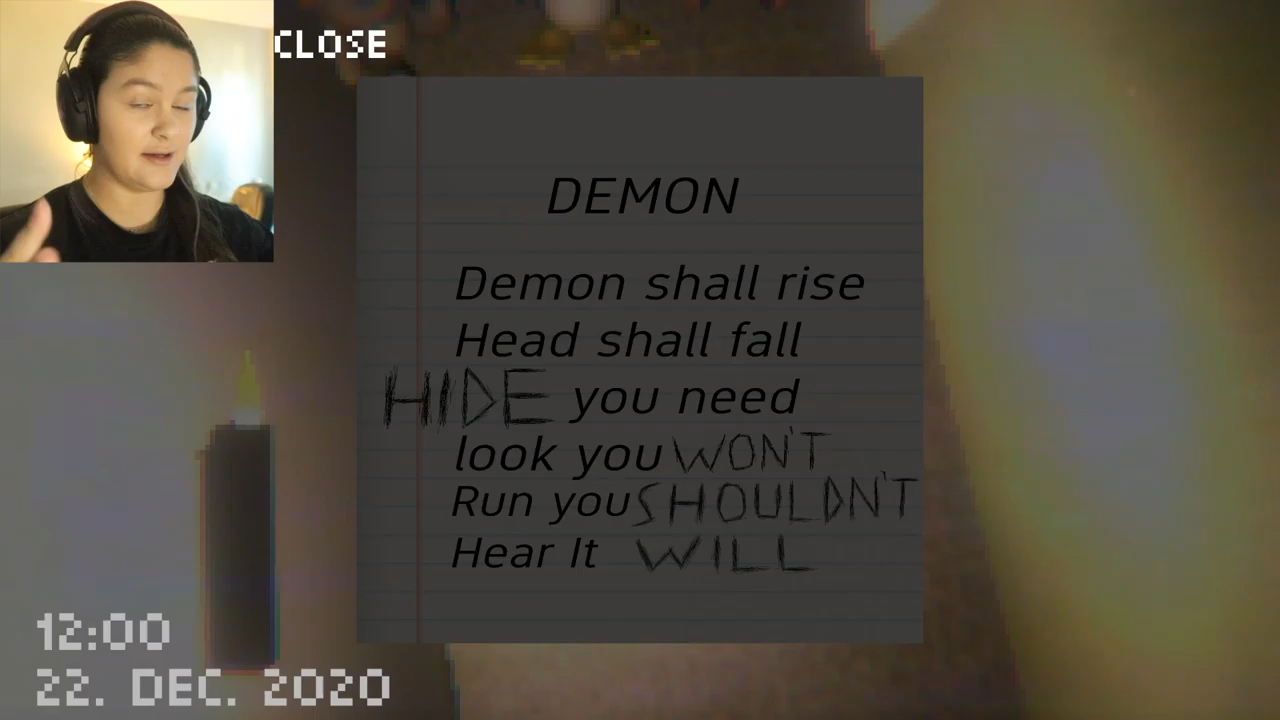 CLOSE
DEMON
Demon shall rise
Head shall fall
HIDE you need
look you WON'T
Run you SHOULDN'T
Hear It WILL
12:00
22. DEC. 2020